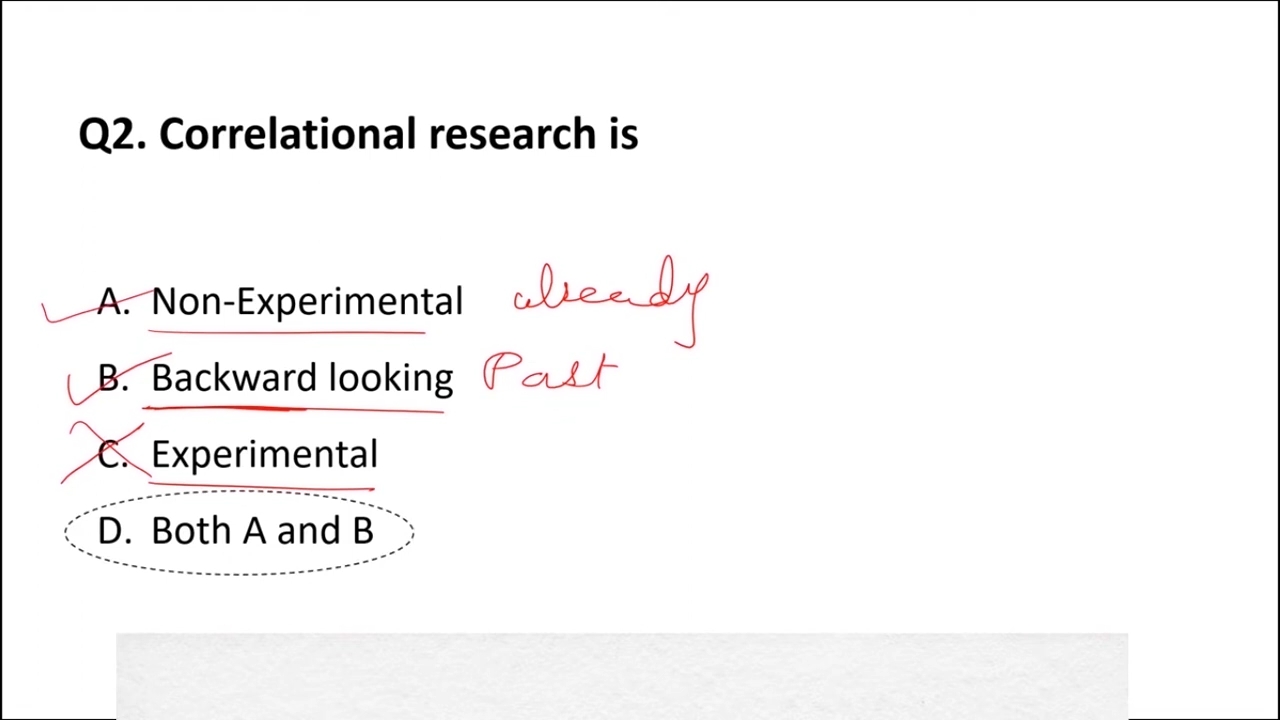 Q2. Correlational research is
A. Non-Experimental already
B. Backward looking Past
C. Experimental
D. Both A and B